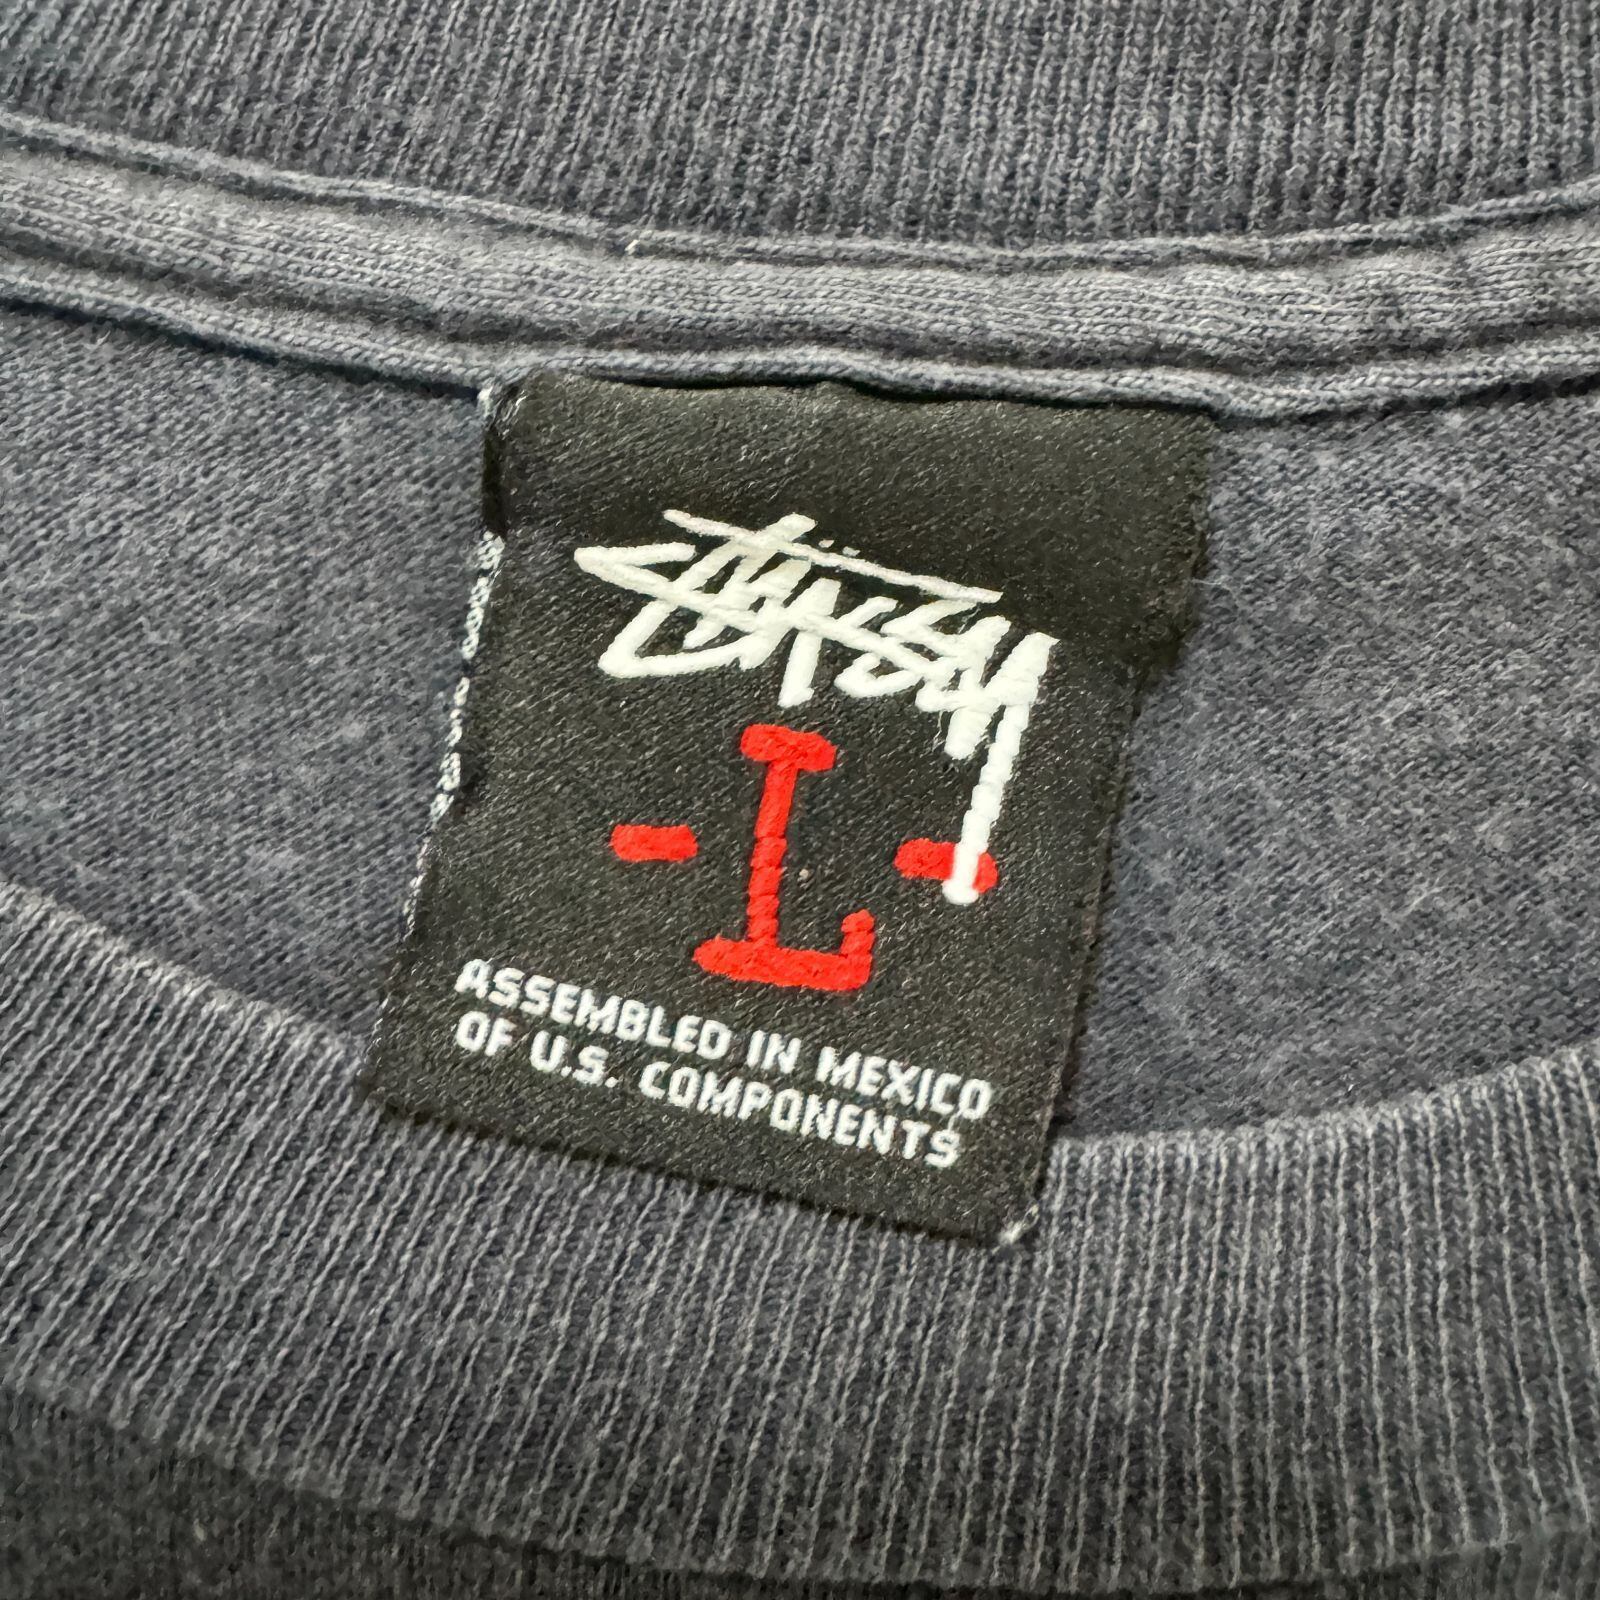 Stüssy
- L -
ASSEMBLED IN MEXICO
OF U.S. COMPONENTS